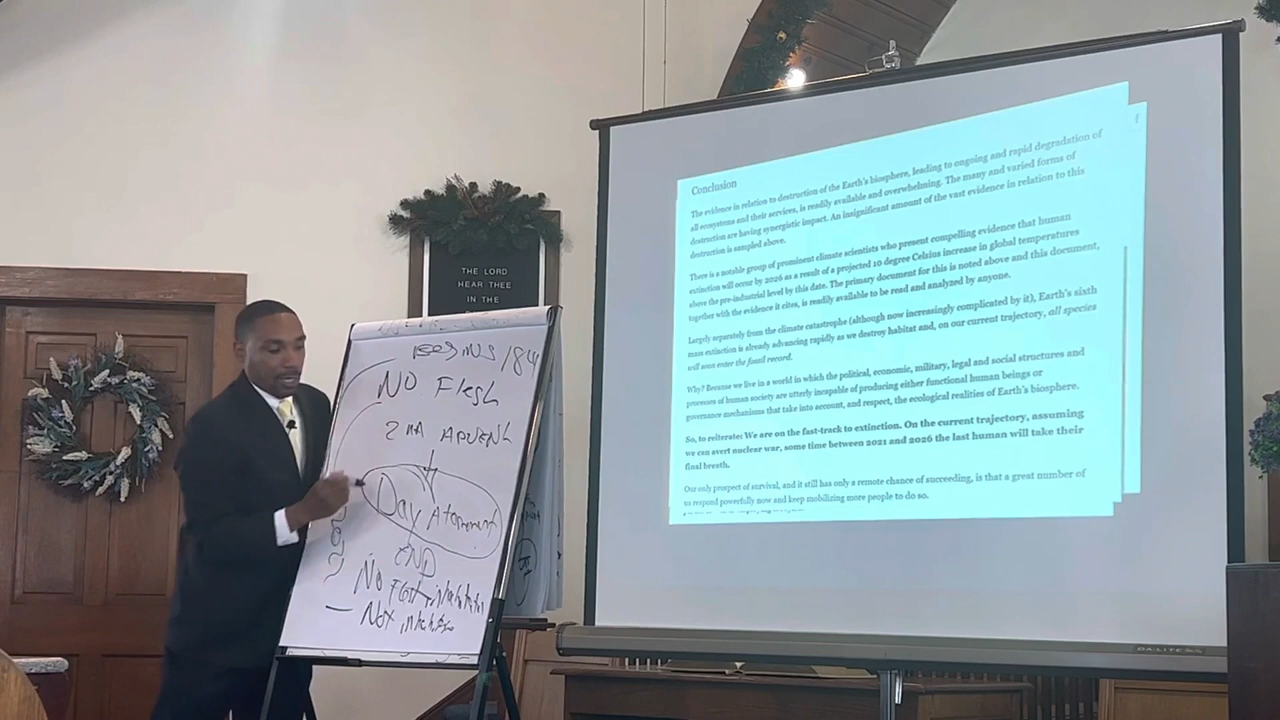 THE LORD
HEAR THEE
IN THE
NO Flesh
Day Atonement
END
No Flesh
Not
Conclusion
The evidence in relation to destruction of the Earth's biosphere, leading to ongoing and rapid degradation of
all ecosystems and their services, is readily available and overwhelming. The many and varied forms of
destruction are having synergistic impact. An insignificant amount of the vast evidence in relation to this
destruction is sampled above.
There is a notable group of prominent climate scientists who present compelling evidence that human
extinction will occur by 2026 as a result of a projected 10 degree Celsius increase in global temperatures
above the pre-industrial level by this date. The primary document for this is noted above and this document,
together with the evidence it cites, is readily available to be read and analyzed by anyone.
Largely separately from the climate catastrophe (although now increasingly complicated by it), Earth's sixth
mass extinction is already advancing rapidly as we destroy habitat and, on our current trajectory, all species
will soon enter the fossil record.
Why? Because we live in a world in which the political, economic, military, legal and social structures and
processes of human society are utterly incapable of producing either functional human beings or
governance mechanisms that take into account, and respect, the ecological realities of Earth's biosphere.
So, to reiterate: We are on the fast-track to extinction. On the current trajectory, assuming
we can avert nuclear war, some time between 2021 and 2026 the last human will take their
final breath.
Our only prospect of survival, and it still has only a remote chance of succeeding, is that a great number of
us respond powerfully now and keep mobilizing more people to do so.
DA-LITE